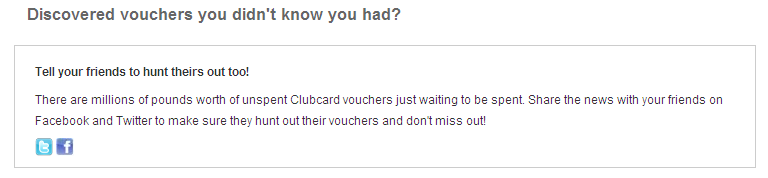 Discovered vouchers you didn't know you had?
Tell your friends to hunt theirs out too!
There are millions of pounds worth of unspent Clubcard vouchers just waiting to be spent. Share the news with your friends on
Facebook and Twitter to make sure they hunt out their vouchers and don't miss out!
t f